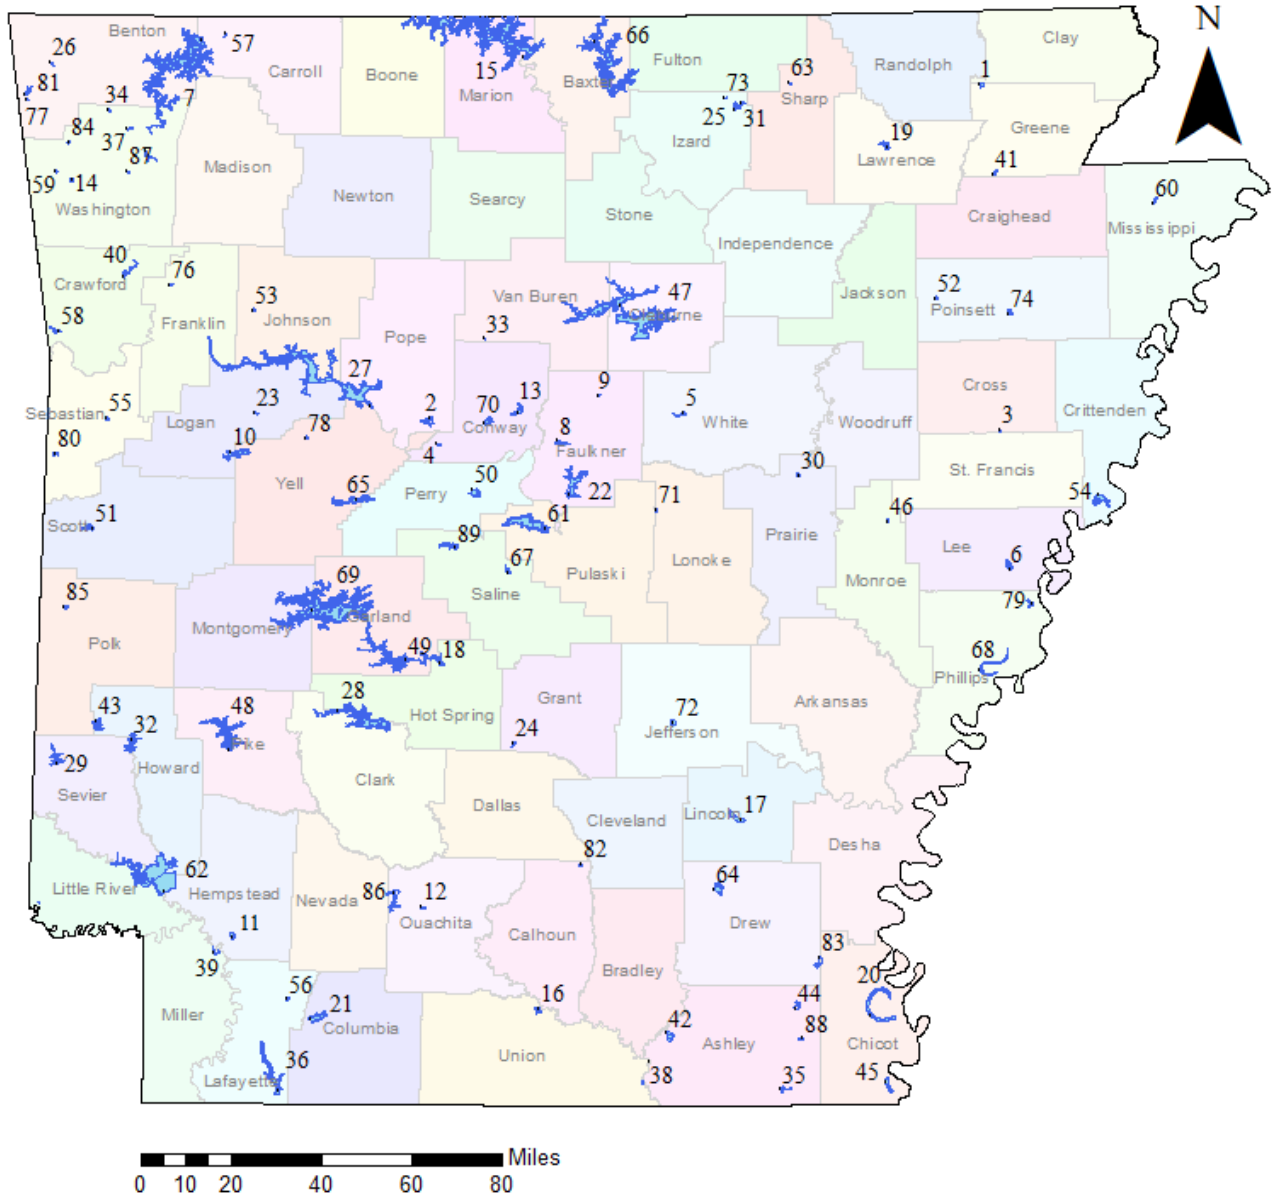 N
Benton
57
66
Clay
26
Carroll
Boone
15
Fulton
63
Randolph
1
81
34
7
Marion
Baxter
73
Sharp
77
84
37
25
31
19
Greene
87
Madison
Izard
Lawrence
41
59
14
Washington
Newton
Searcy
Stone
Craighead
60
Mississippi
Independence
40
Crawford
76
53
Van Buren
47
Jackson
52
Poinsett
74
58
Franklin
Johnson
Cleburne
Pope
33
27
9
Cross
Sebastian
55
23
Logan
2
70
13
5
White
Woodruff
3
Crittenden
80
10
78
4
Conway
8
Faulkner
St. Francis
Yell
65
Perry
50
22
71
30
54
Scott
51
61
46
89
Prairie
Lee
6
67
Pulaski
Lonoke
Monroe
85
69
Saline
79
Polk
Montgomery
Garland
49
18
68
Phillips
43
32
48
28
Hot Spring
Grant
72
Arkansas
24
Jefferson
29
Howard
Pike
Sevier
Clark
Dallas
Cleveland
Lincoln
17
Desha
62
82
Little River
Hempstead
Nevada
86
12
64
11
Ouachita
Calhoun
Drew
39
Bradley
83
56
20
Miller
21
Columbia
16
44
42
88
36
Union
Ashley
Chicot
Lafayette
38
35
45
Miles
0 10 20 40 60 80